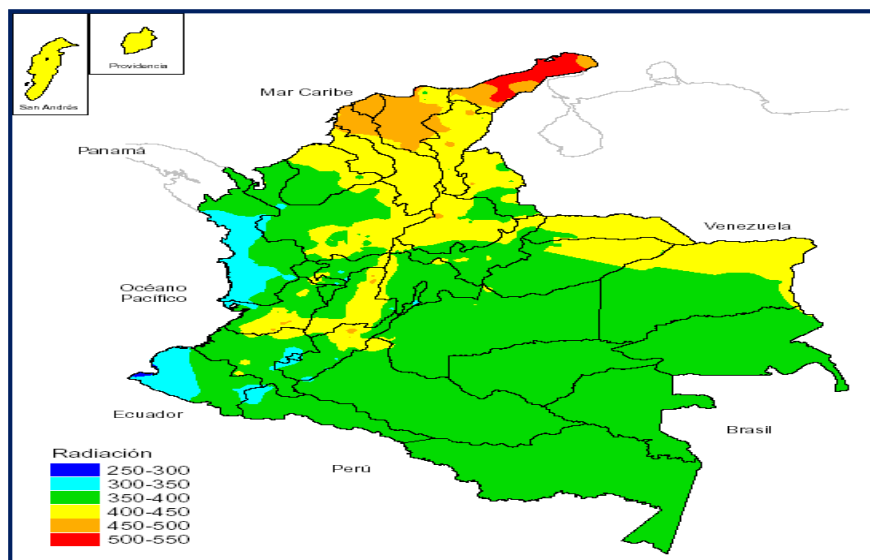 San Andrés
Providencia
Mar Caribe
Panamá
Venezuela
Océano
Pacífico
Ecuador
Brasil
Perú
Radiación
250-300
300-350
350-400
400-450
450-500
500-550